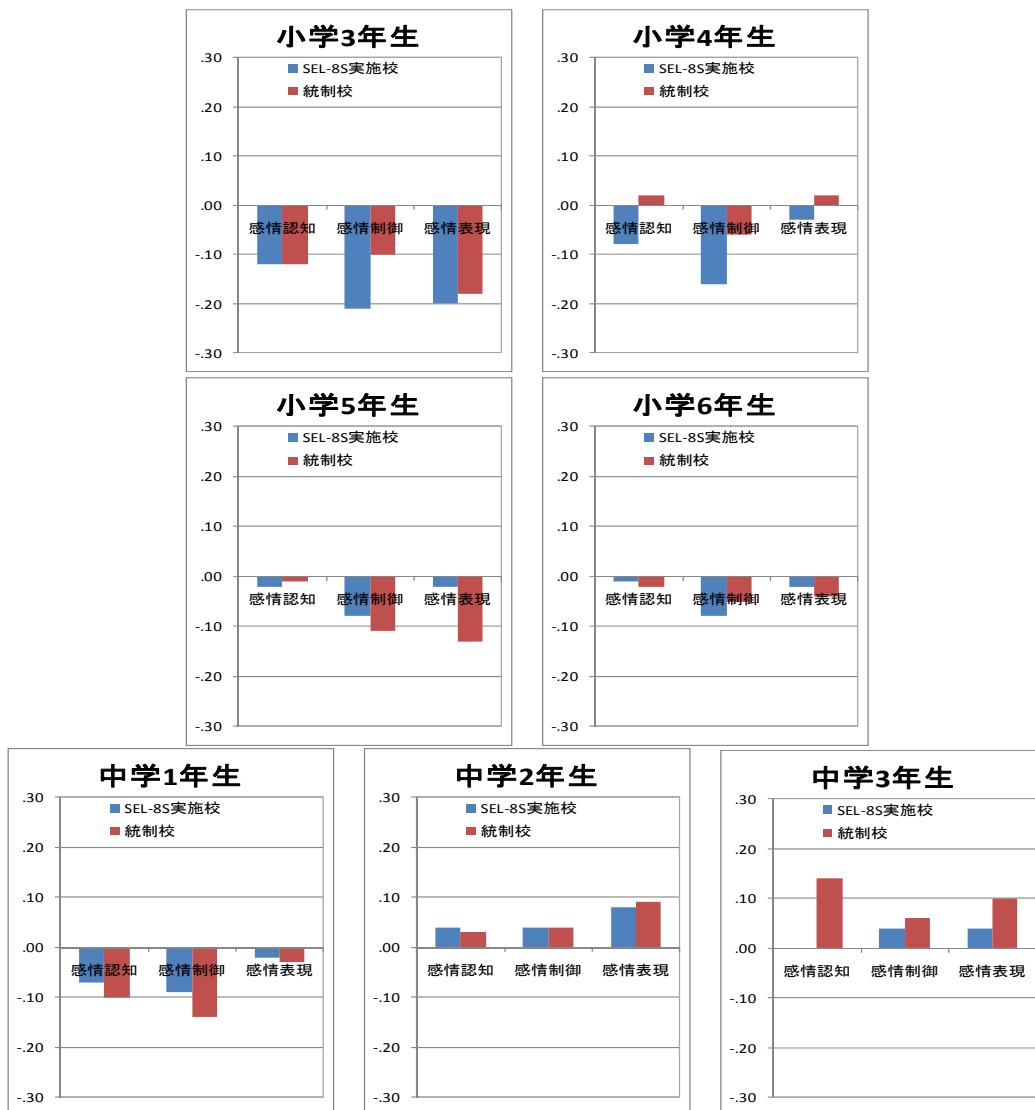 小学3年生
.30
SEL-8S実施校
統制校
.20
.10
.00
感情認知 感情制御 感情表現
-.10
-.20
-.30
小学4年生
.30
SEL-8S実施校
統制校
.20
.10
.00
感情認知 感情制御 感情表現
-.10
-.20
-.30
小学5年生
.30
SEL-8S実施校
統制校
.20
.10
.00
感情認知 感情制御 感情表現
-.10
-.20
-.30
小学6年生
.30
SEL-8S実施校
統制校
.20
.10
.00
感情認知 感情制御 感情表現
-.10
-.20
-.30
中学1年生
.30
SEL-8S実施校
統制校
.20
.10
.00
感情認知 感情制御 感情表現
-.10
-.20
-.30
中学2年生
.30
SEL-8S実施校
統制校
.20
.10
.00
感情認知 感情制御 感情表現
-.10
-.20
-.30
中学3年生
.30
SEL-8S実施校
統制校
.20
.10
.00
感情認知 感情制御 感情表現
-.10
-.20
-.30